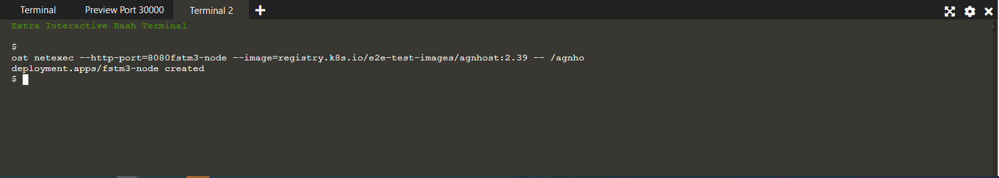 Terminal
Preview Port 30000
Terminal 2
Extra Interactive Bash Terminal
$
ost netexec --http-port=8080fstm3-node --image=registry.k8s.io/e2e-test-images/agnhost:2.39 -- /agnho
deployment.apps/fstm3-node created
$